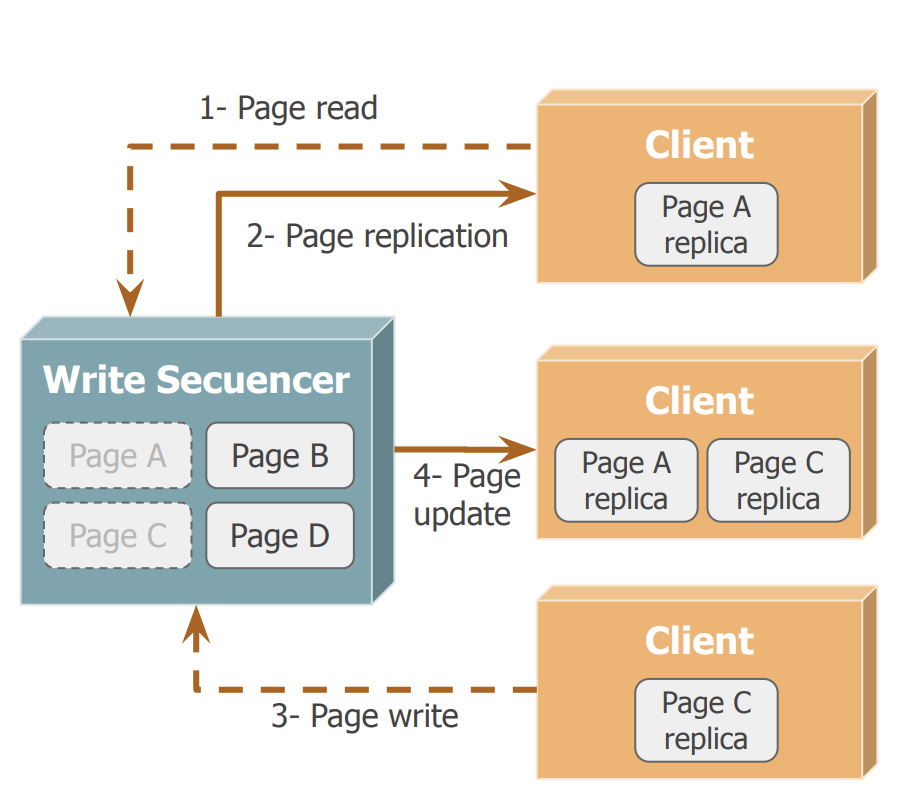 1- Page read
Client
Page A
replica
2- Page replication
Write Secuencer
Page A
Page B
Page C
Page D
4- Page
update
Client
Page A
replica
Page C
replica
3- Page write
Client
Page C
replica